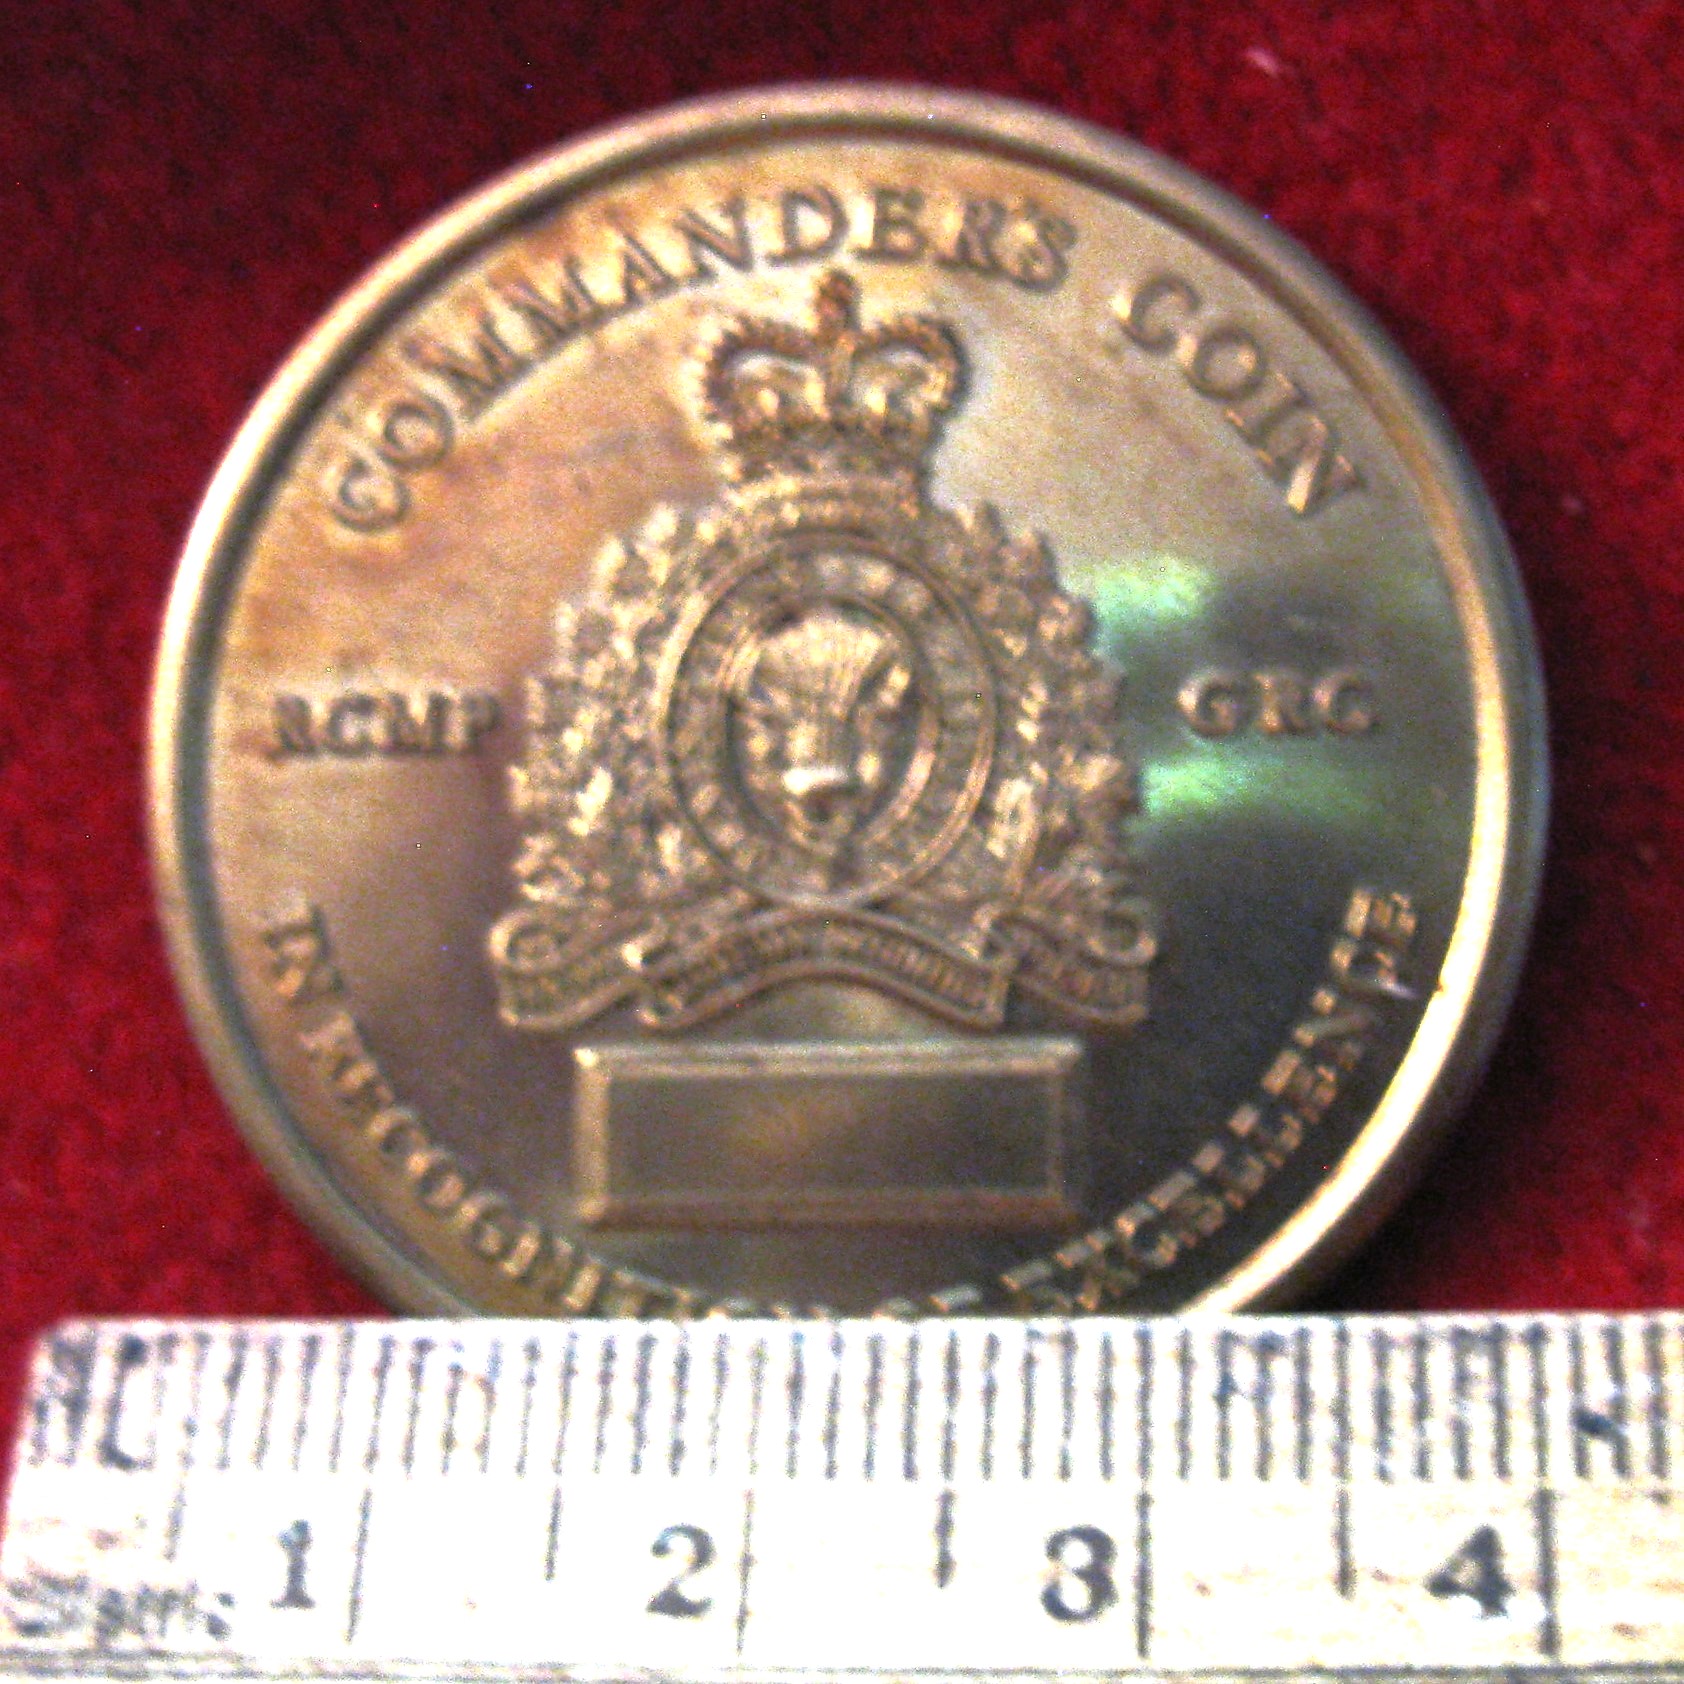 COMMANDERS COIN
RCMP GRC
IN RECOGNITION OF EXCELLENCE
1 2 3 4